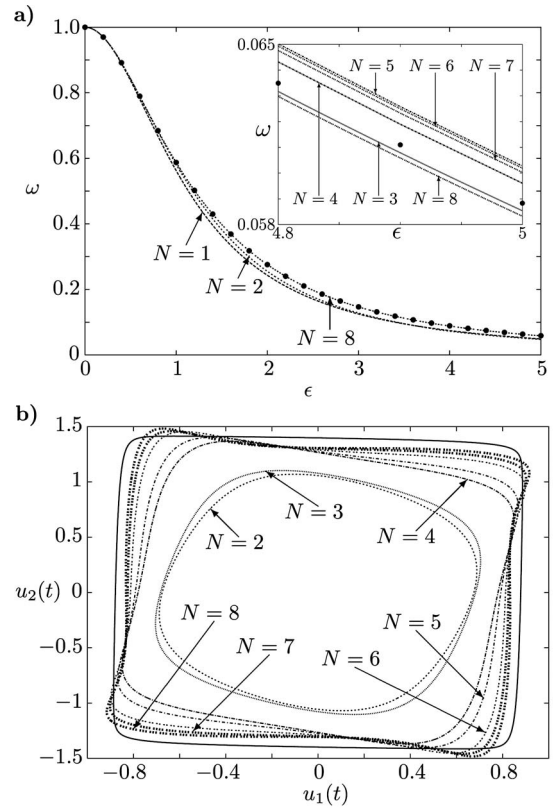 a)
1.0
0.8
0.6
0.4
0.2
0
ω
0 1 2 3 4 5
ϵ
N = 1
N = 2
N = 8
0.065
0.058
ω
4.8 ϵ 5
N = 5
N = 6
N = 7
N = 4
N = 3
N = 8
b)
1.5
1
0.5
0
−0.5
−1
−1.5
u₂(t)
−0.8 −0.4 0 0.4 0.8
u₁(t)
N = 3
N = 2
N = 4
N = 8
N = 7
N = 5
N = 6